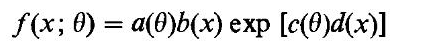 f(x; θ) = a(θ)b(x) exp [c(θ)d(x)]